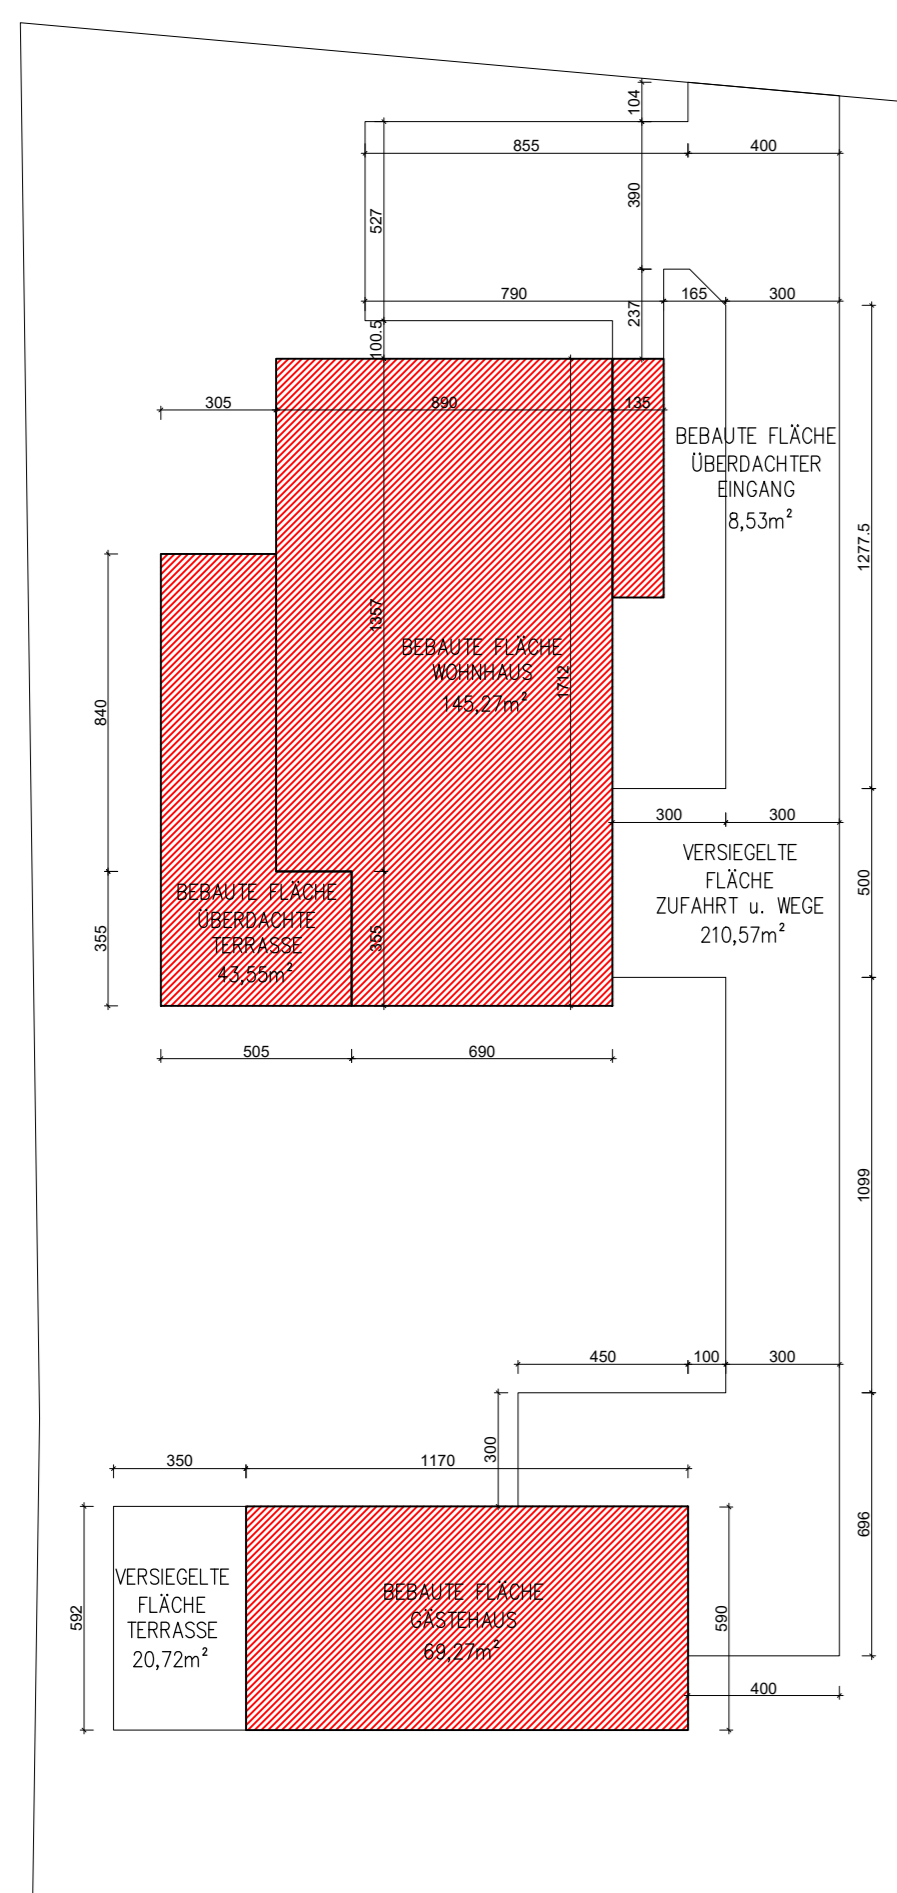 104
855
400
390
527
790
165
300
237
100.5
305
890
135
BEBAUTE FLÄCHE
ÜBERDACHTER
EINGANG
8,53m²
1277.5
1357
BEBAUTE FLÄCHE
WOHNHAUS
145,27m²
1712
840
300
300
VERSIEGELTE
FLÄCHE
ZUFAHRT u. WEGE
210,57m²
500
BEBAUTE FLÄCHE
ÜBERDACHTE
TERRASSE
43,55m²
355
355
505
690
1099
450
100
300
300
350
1170
696
VERSIEGELTE
FLÄCHE
TERRASSE
20,72m²
592
BEBAUTE FLÄCHE
GÄSTEHAUS
69,27m²
590
400